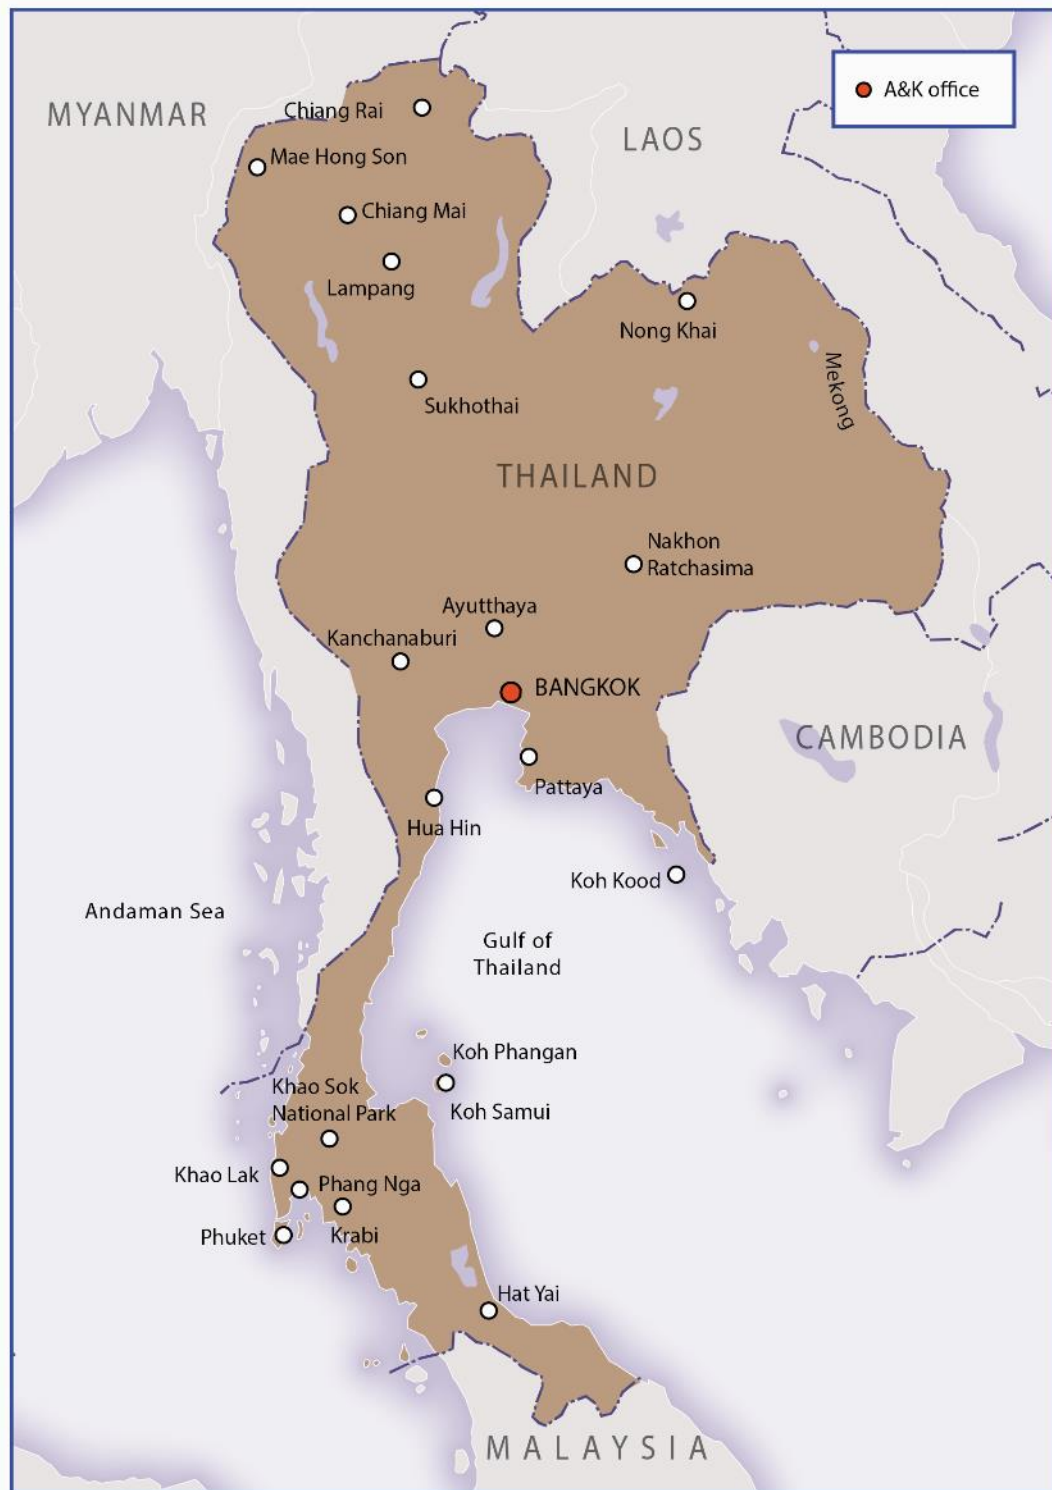 A&K office
MYANMAR
Chiang Rai
LAOS
Mae Hong Son
Chiang Mai
Lampang
Nong Khai
Mekong
Sukhothai
THAILAND
Nakhon
Ratchasima
Ayutthaya
Kanchanaburi
BANGKOK
CAMBODIA
Pattaya
Hua Hin
Koh Kood
Andaman Sea
Gulf of
Thailand
Koh Phangan
Khao Sok
National Park
Koh Samui
Khao Lak
Phang Nga
Phuket
Krabi
Hat Yai
MALAYSIA